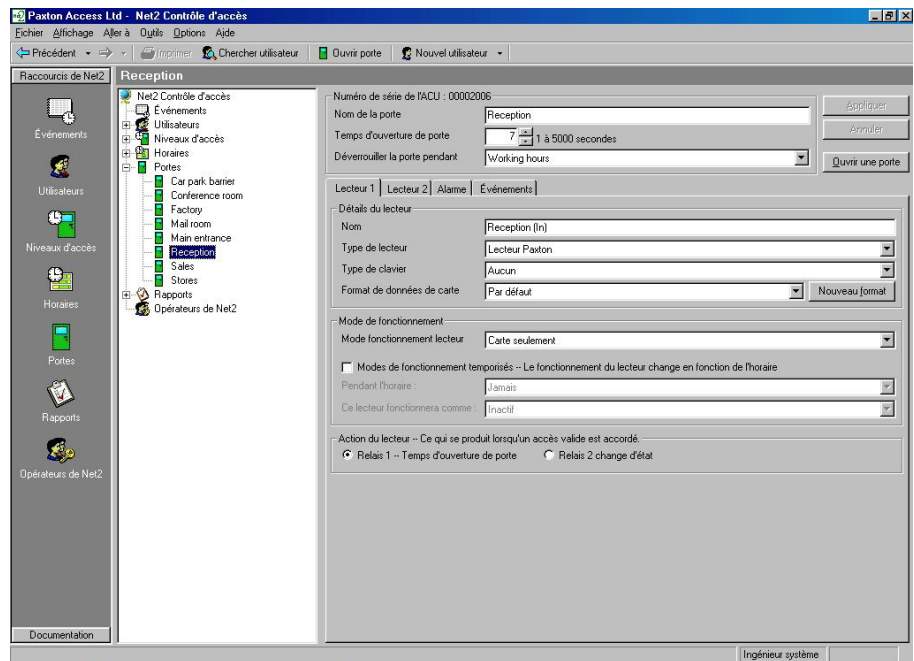 Paxton Access Ltd - Net2 Contrôle d'accès
Fichier Affichage Aller à Outils Options Aide
Précédent Imprimer Chercher utilisateur Ouvrir porte Nouvel utilisateur
Raccourcis de Net2
Reception
Événements
Utilisateurs
Niveaux d'accès
Horaires
Portes
Rapports
Opérateurs de Net2
Documentation
Net2 Contrôle d'accès
Événements
Utilisateurs
Niveaux d'accès
Horaires
Portes
Car park barrier
Conference room
Factory
Mail room
Main entrance
Reception
Sales
Stores
Rapports
Opérateurs de Net2
Numéro de série de l'ACU : 00002006
Nom de la porte Reception
Temps d'ouverture de porte 7 1 à 5000 secondes
Déverrouiller la porte pendant Working hours
Appliquer
Annuler
Ouvrir une porte
Lecteur 1 Lecteur 2 Alarme Événements
Détails du lecteur
Nom Reception (In)
Type de lecteur Lecteur Paxton
Type de clavier Aucun
Format de données de carte Par défaut Nouveau format
Mode de fonctionnement
Mode fonctionnement lecteur Carte seulement
Modes de fonctionnement temporisés -- Le fonctionnement du lecteur change en fonction de l'horaire
Pendant l'horaire : Jamais
Ce lecteur fonctionnera comme : Inactif
Action du lecteur -- Ce qui se produit lorsqu'un accès valide est accordé.
Relais 1 -- Temps d'ouverture de porte Relais 2 change d'état
Ingénieur système